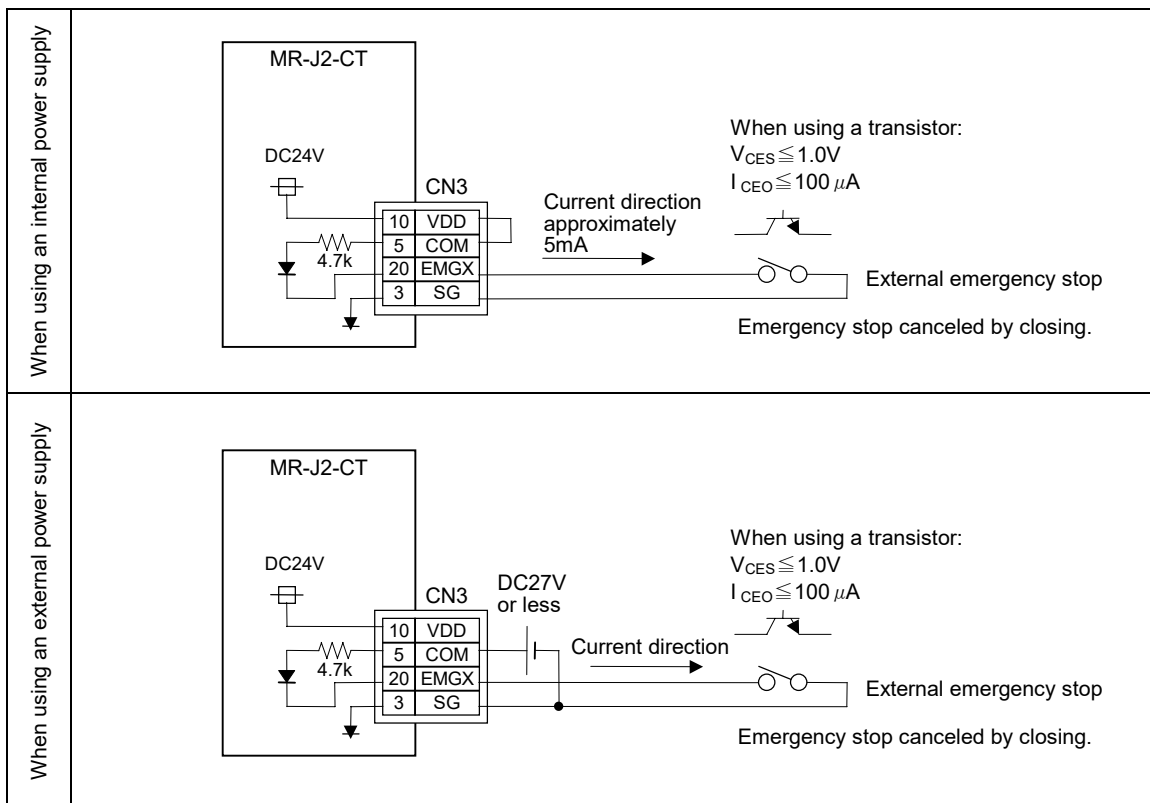 When using an internal power supply
MR-J2-CT
DC24V
CN3
10 VDD
5 COM
20 EMGX
3 SG
4.7k
Current direction
approximately
5mA
When using a transistor:
VCES≦1.0V
I CEO≦100 μA
External emergency stop
Emergency stop canceled by closing.
When using an external power supply
MR-J2-CT
DC24V
CN3
10 VDD
5 COM
20 EMGX
3 SG
4.7k
DC27V
or less
Current direction
When using a transistor:
VCES≦1.0V
I CEO≦100 μA
External emergency stop
Emergency stop canceled by closing.